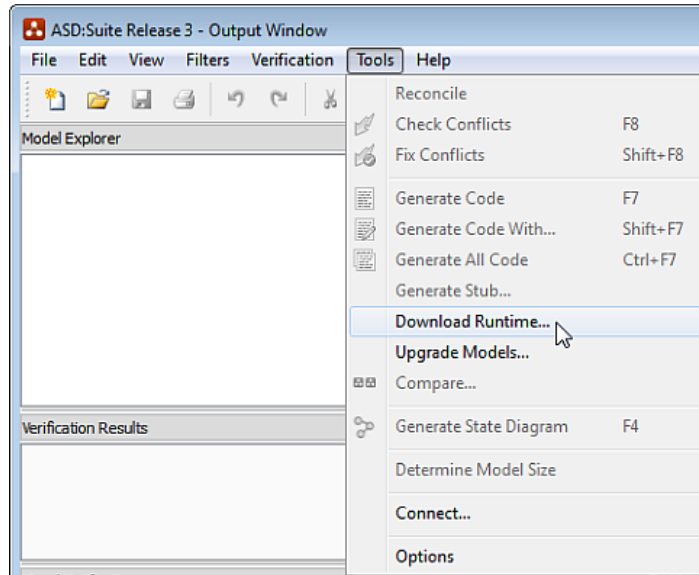 ASD:Suite Release 3 - Output Window
File Edit View Filters Verification Tools Help
Model Explorer
Reconcile
Check Conflicts F8
Fix Conflicts Shift+F8
Generate Code F7
Generate Code With... Shift+F7
Generate All Code Ctrl+F7
Generate Stub...
Download Runtime...
Upgrade Models...
Compare...
Verification Results
Generate State Diagram F4
Determine Model Size
Connect...
Options